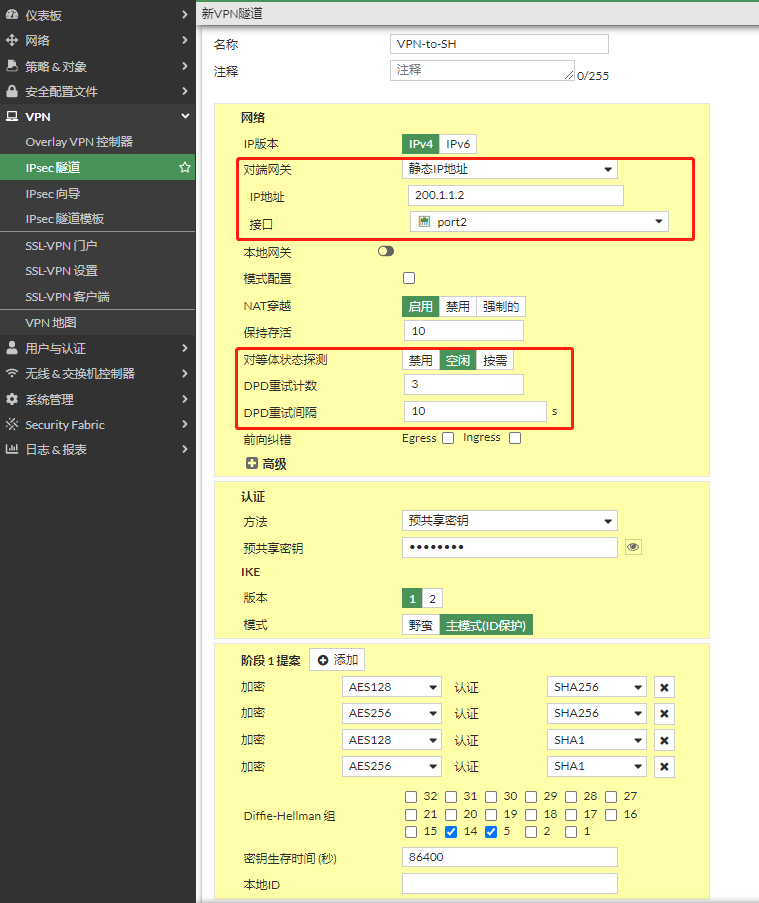 仪表板
网络
策略 & 对象
安全配置文件
VPN
Overlay VPN 控制器
IPsec 隧道
IPsec 向导
IPsec 隧道模板
SSL-VPN 门户
SSL-VPN 设置
SSL-VPN 客户端
VPN 地图
用户与认证
无线 & 交换机控制器
系统管理
Security Fabric
日志 & 报表
新VPN隧道
名称 VPN-to-SH
注释 注释 0/255
网络
IP版本 IPv4 IPv6
对端网关 静态IP地址
IP地址 200.1.1.2
接口 port2
本地网关
模式配置
NAT穿越 启用 禁用 强制的
保持存活 10
对等体状态探测 禁用 空闲 按需
DPD重试计数 3
DPD重试间隔 10 s
前向纠错 Egress Ingress
高级
认证
方法 预共享密钥
预共享密钥 ••••••••
IKE
版本 1 2
模式 野蛮 主模式(ID保护)
阶段 1 提案 添加
加密 AES128 认证 SHA256
加密 AES256 认证 SHA256
加密 AES128 认证 SHA1
加密 AES256 认证 SHA1
32 31 30 29 28 27
Diffie-Hellman 组 21 20 19 18 17 16
15 14 5 2 1
密钥生存时间 (秒) 86400
本地ID